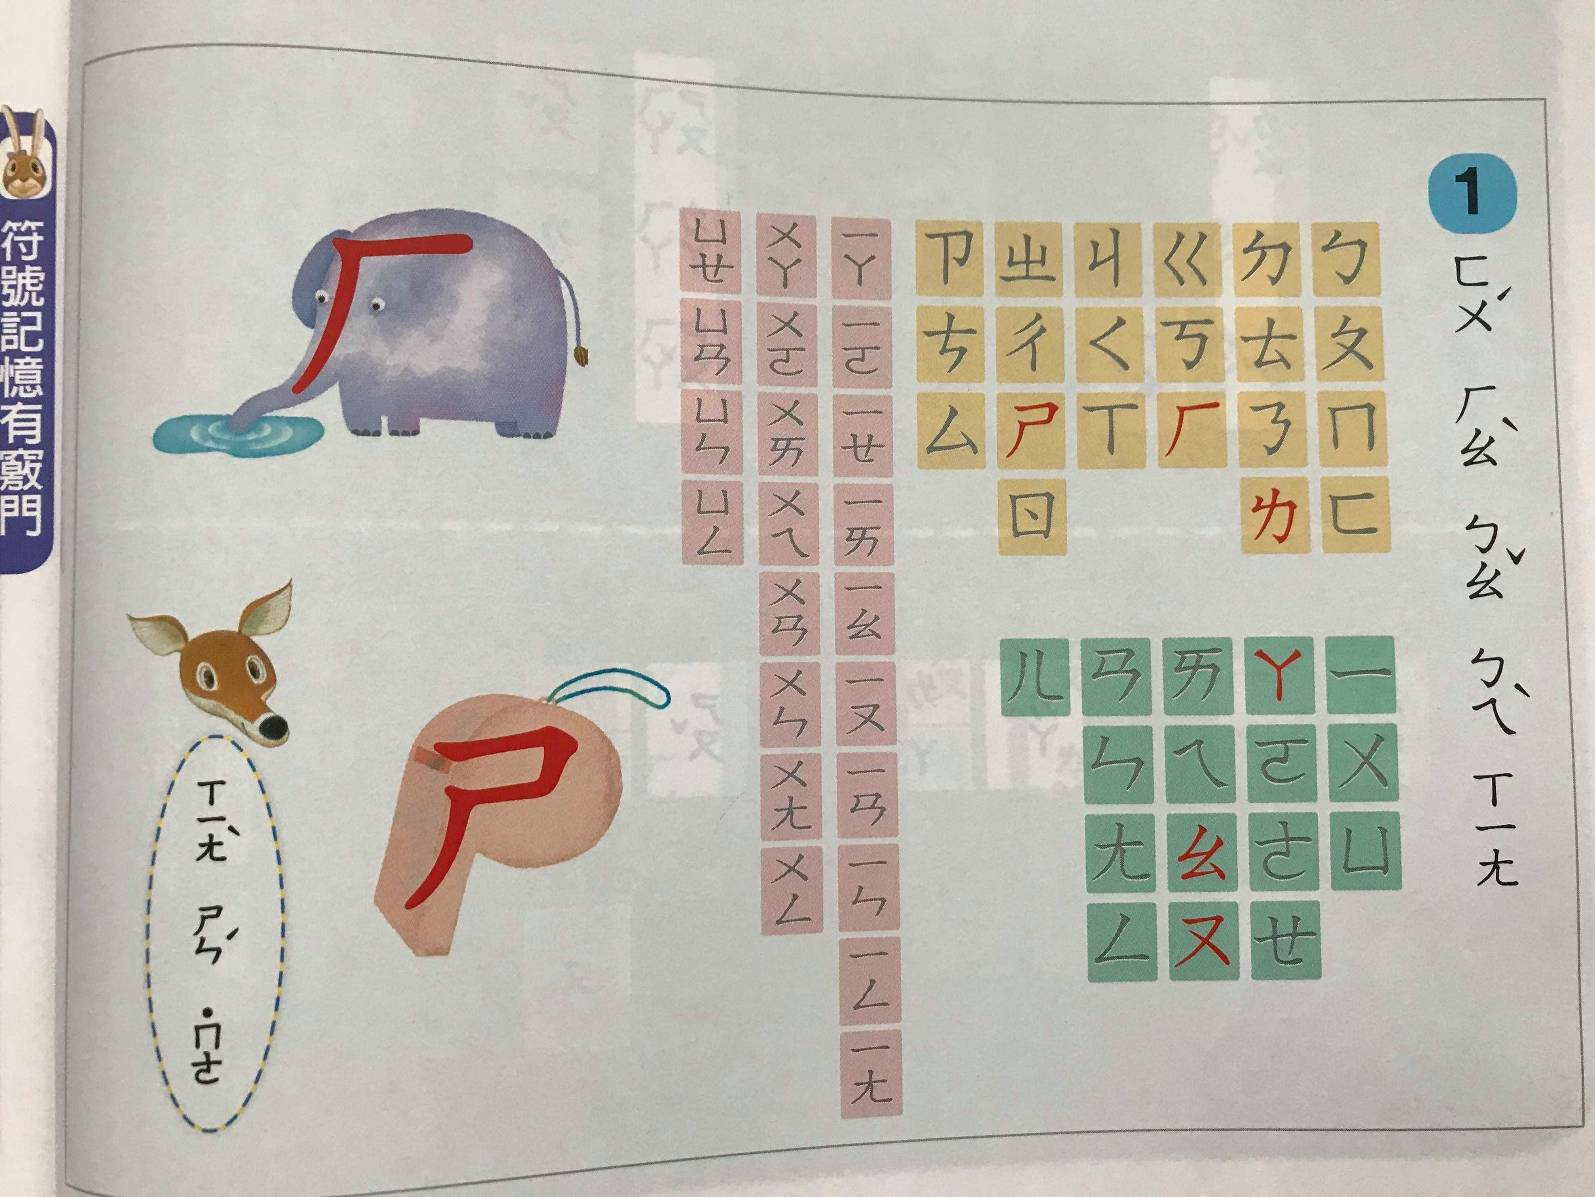 1
ㄈㄨˊ ㄏㄠˋ ㄅㄠˇ ㄅㄟˋ ㄒㄧㄤ
ㄅ ㄆ ㄇ ㄈ
ㄉ ㄊ ㄋ ㄌ
ㄍ ㄎ ㄏ
ㄐ ㄑ ㄒ
ㄓ ㄔ ㄕ ㄖ
ㄗ ㄘ ㄙ
ㄧ ㄨ ㄩ
ㄚ ㄛ ㄜ ㄝ
ㄞ ㄟ ㄠ ㄡ
ㄢ ㄣ ㄤ ㄥ
ㄦ
ㄧㄚ ㄧㄛ ㄧㄝ ㄧㄞ ㄧㄠ ㄧㄡ ㄧㄢ ㄧㄣ ㄧㄥ ㄧㄤ
ㄨㄚ ㄨㄛ ㄨㄞ ㄨㄟ ㄨㄢ ㄨㄣ ㄨㄤ ㄨㄥ
ㄩㄝ ㄩㄢ ㄩㄣ ㄩㄥ
ㄏ
ㄕ
ㄒㄧㄤˋ ㄕㄣˊ ˙ㄇㄜ
符號記憶有竅門